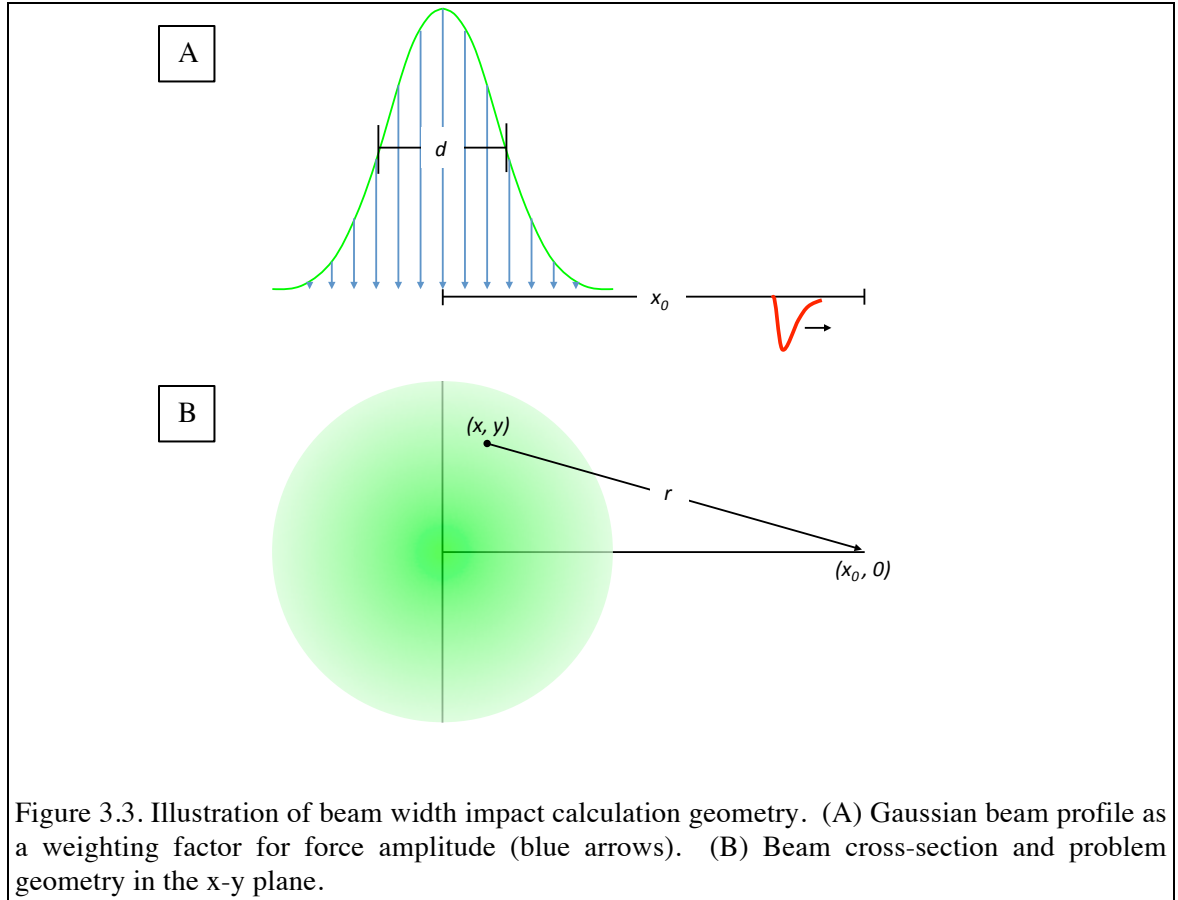 A
d
x₀
B
(x, y)
r
(x₀, 0)
Figure 3.3. Illustration of beam width impact calculation geometry. (A) Gaussian beam profile as
a weighting factor for force amplitude (blue arrows). (B) Beam cross-section and problem
geometry in the x-y plane.